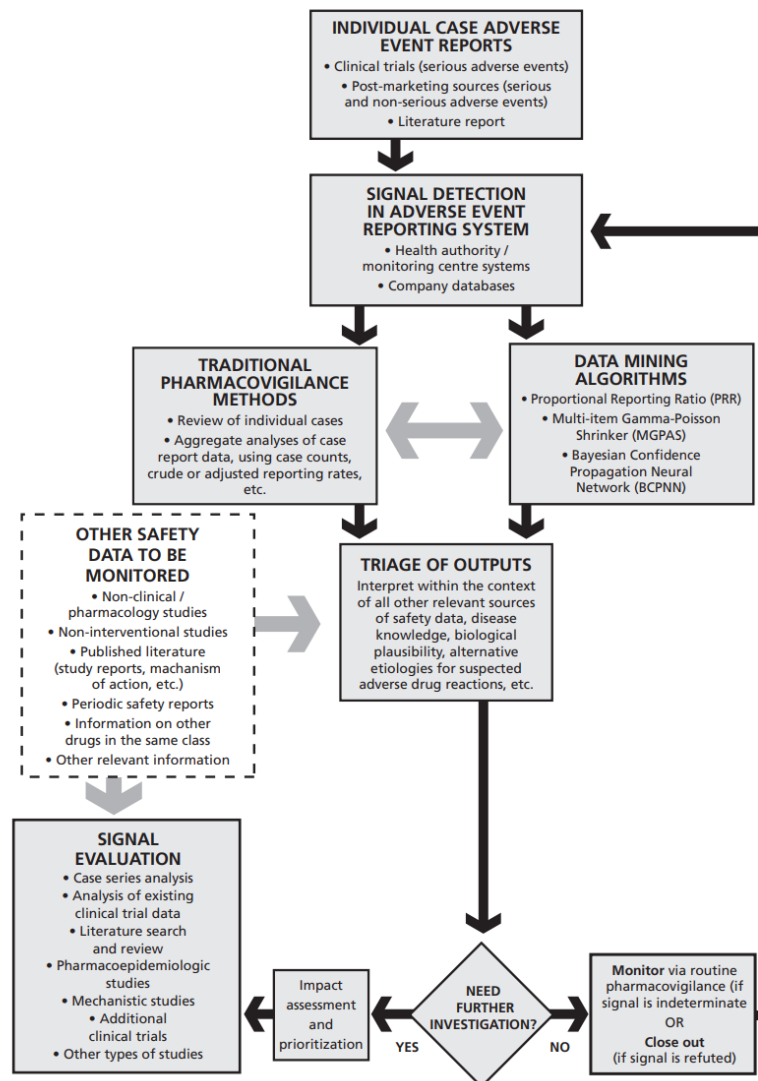 INDIVIDUAL CASE ADVERSE
EVENT REPORTS
• Clinical trials (serious adverse events)
• Post-marketing sources (serious
and non-serious adverse events)
• Literature report
SIGNAL DETECTION
IN ADVERSE EVENT
REPORTING SYSTEM
• Health authority /
monitoring centre systems
• Company databases
TRADITIONAL
PHARMACOVIGILANCE
METHODS
• Review of individual cases
• Aggregate analyses of case
report data, using case counts,
crude or adjusted reporting rates,
etc.
DATA MINING
ALGORITHMS
• Proportional Reporting Ratio (PRR)
• Multi-item Gamma-Poisson
Shrinker (MGPAS)
• Bayesian Confidence
Propagation Neural
Network (BCPNN)
OTHER SAFETY
DATA TO BE
MONITORED
• Non-clinical /
pharmacology studies
• Non-interventional studies
• Published literature
(study reports, machanism
of action, etc.)
• Periodic safety reports
• Information on other
drugs in the same class
• Other relevant information
TRIAGE OF OUTPUTS
Interpret within the context
of all other relevant sources
of safety data, disease
knowledge, biological
plausibility, alternative
etiologies for suspected
adverse drug reactions, etc.
SIGNAL
EVALUATION
• Case series analysis
• Analysis of existing
clinical trial data
• Literature search
and review
• Pharmacoepidemiologic
studies
• Mechanistic studies
• Additional
clinical trials
• Other types of studies
Impact
assessment
and
prioritization
YES
NEED
FURTHER
INVESTIGATION?
NO
Monitor via routine
pharmacovigilance (if
signal is indeterminate
OR
Close out
(if signal is refuted)